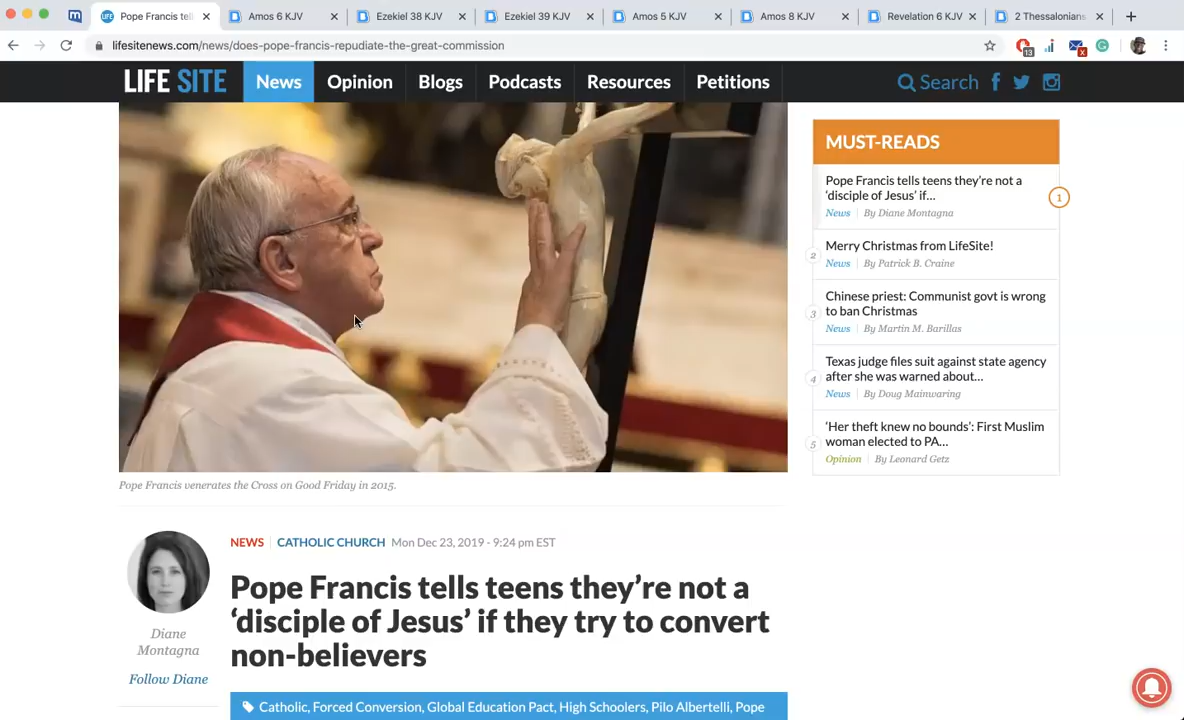 Pope Francis tell
Amos 6 KJV
Ezekiel 38 KJV
Ezekiel 39 KJV
Amos 5 KJV
Amos 8 KJV
Revelation 6 KJV
2 Thessalonians
lifesitenews.com/news/does-pope-francis-repudiate-the-great-commission
13
x
LIFE SITE
News
Opinion
Blogs
Podcasts
Resources
Petitions
Search
MUST-READS
Pope Francis tells teens they’re not a
‘disciple of Jesus’ if...
News | By Diane Montagna
1
Merry Christmas from LifeSite!
News | By Patrick B. Craine
2
Chinese priest: Communist govt is wrong
to ban Christmas
News | By Martin M. Barillas
3
Texas judge files suit against state agency
after she was warned about...
News | By Doug Mainwaring
4
‘Her theft knew no bounds’: First Muslim
woman elected to PA...
Opinion | By Leonard Getz
5
Pope Francis venerates the Cross on Good Friday in 2015.
Diane
Montagna
Follow Diane
NEWS | CATHOLIC CHURCH Mon Dec 23, 2019 - 9:24 pm EST
Pope Francis tells teens they’re not a
‘disciple of Jesus’ if they try to convert
non-believers
Catholic, Forced Conversion, Global Education Pact, High Schoolers, Pilo Albertelli, Pope